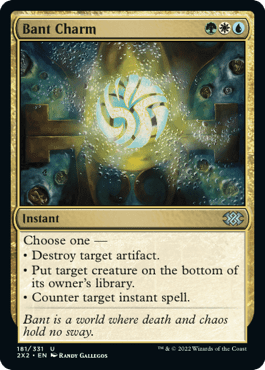 Bant Charm
Instant
Choose one —
• Destroy target artifact.
• Put target creature on the bottom of
its owner's library.
• Counter target instant spell.
Bant is a world where death and chaos
hold no sway.
181/331 U
2X2 • EN Randy Gallegos
™ & © 2022 Wizards of the Coast